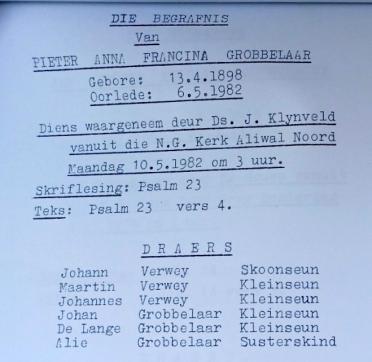 DIE BEGRAFNIS
Van
PIETER ANNA FRANCINA GROBBELAAR
Gebore: 13.4.1898
Oorlede: 6.5.1982
Diens waargeneem deur Ds. J. Klynveld
vanuit die N.G. Kerk Aliwal Noord
Maandag 10.5.1982 om 3 uur.
Skriflesing: Psalm 23
Teks: Psalm 23 vers 4.
DRAERS
Johann Verwey Skoonseun
Maartin Verwey Kleinseun
Johannes Verwey Kleinseun
Johan Grobbelaar Kleinseun
De Lange Grobbelaar Kleinseun
Alie Grobbelaar Susterskind